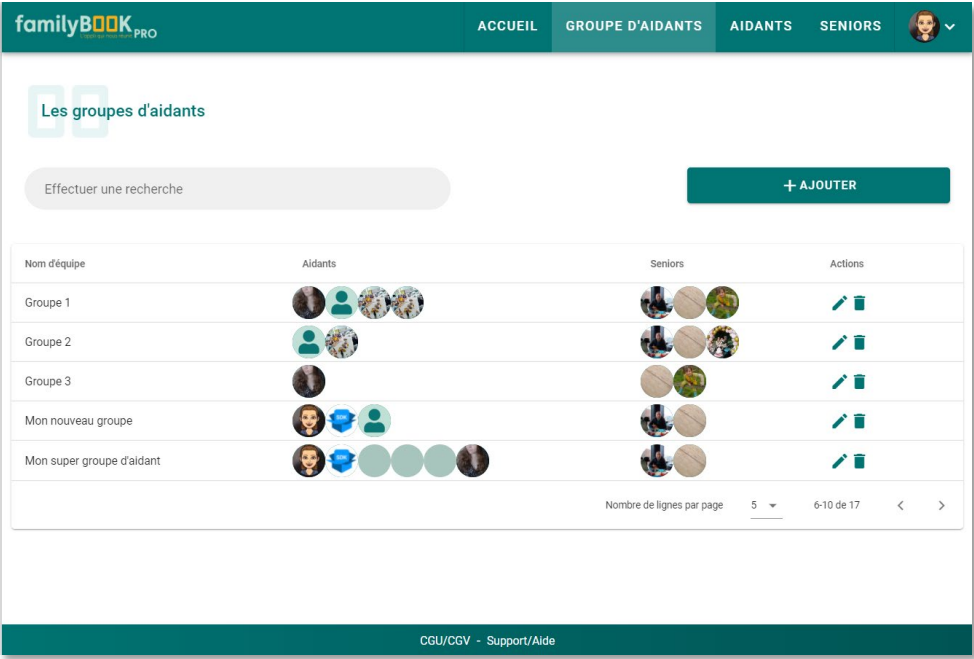 familyBOOK PRO
ACCUEIL GROUPE D'AIDANTS AIDANTS SENIORS
Les groupes d'aidants
Effectuer une recherche
+ AJOUTER
Nom d'équipe Aidants Seniors Actions
Groupe 1
Groupe 2
Groupe 3
Mon nouveau groupe
Mon super groupe d'aidant
Nombre de lignes par page 5 6-10 de 17
CGU/CGV - Support/Aide